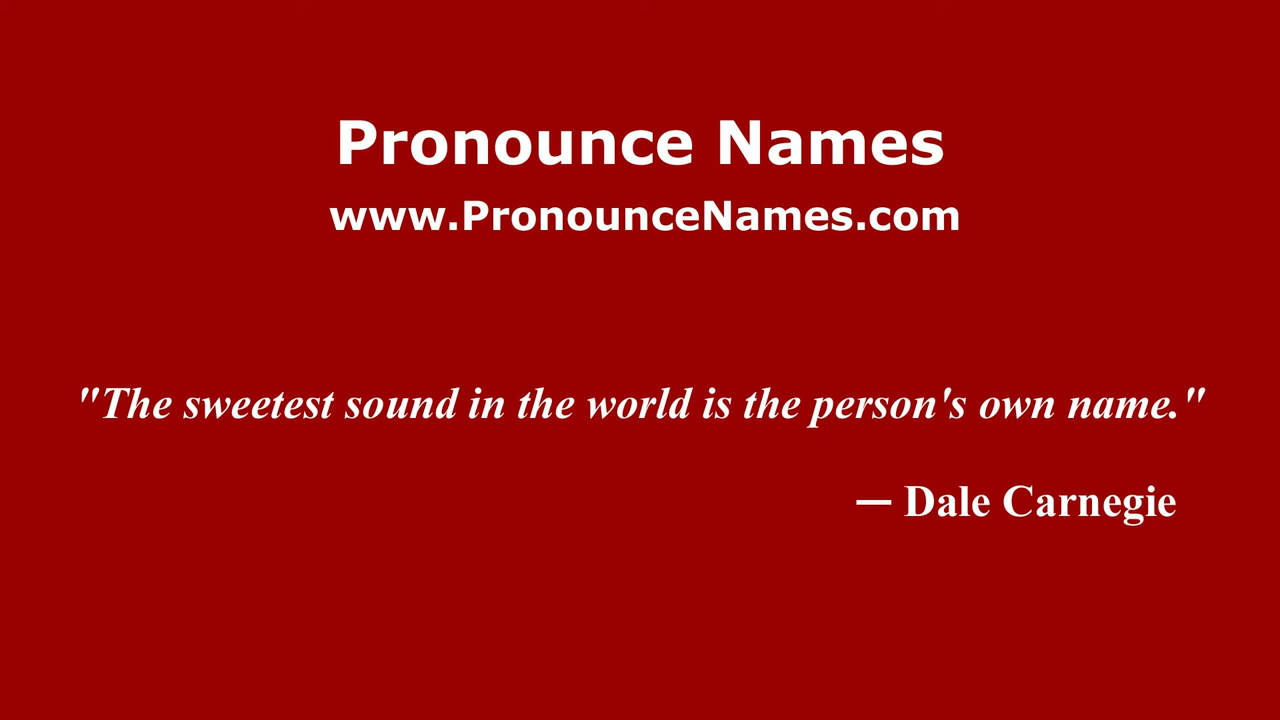 Pronounce Names
www.PronounceNames.com
"The sweetest sound in the world is the person's own name."
— Dale Carnegie